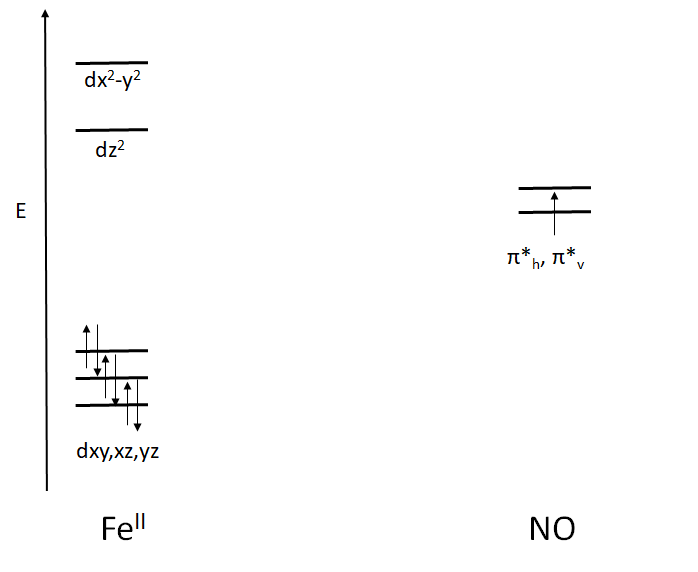 dx²-y²
dz²
E
π*h, π*v
dxy,xz,yz
Feᴵᴵ
NO